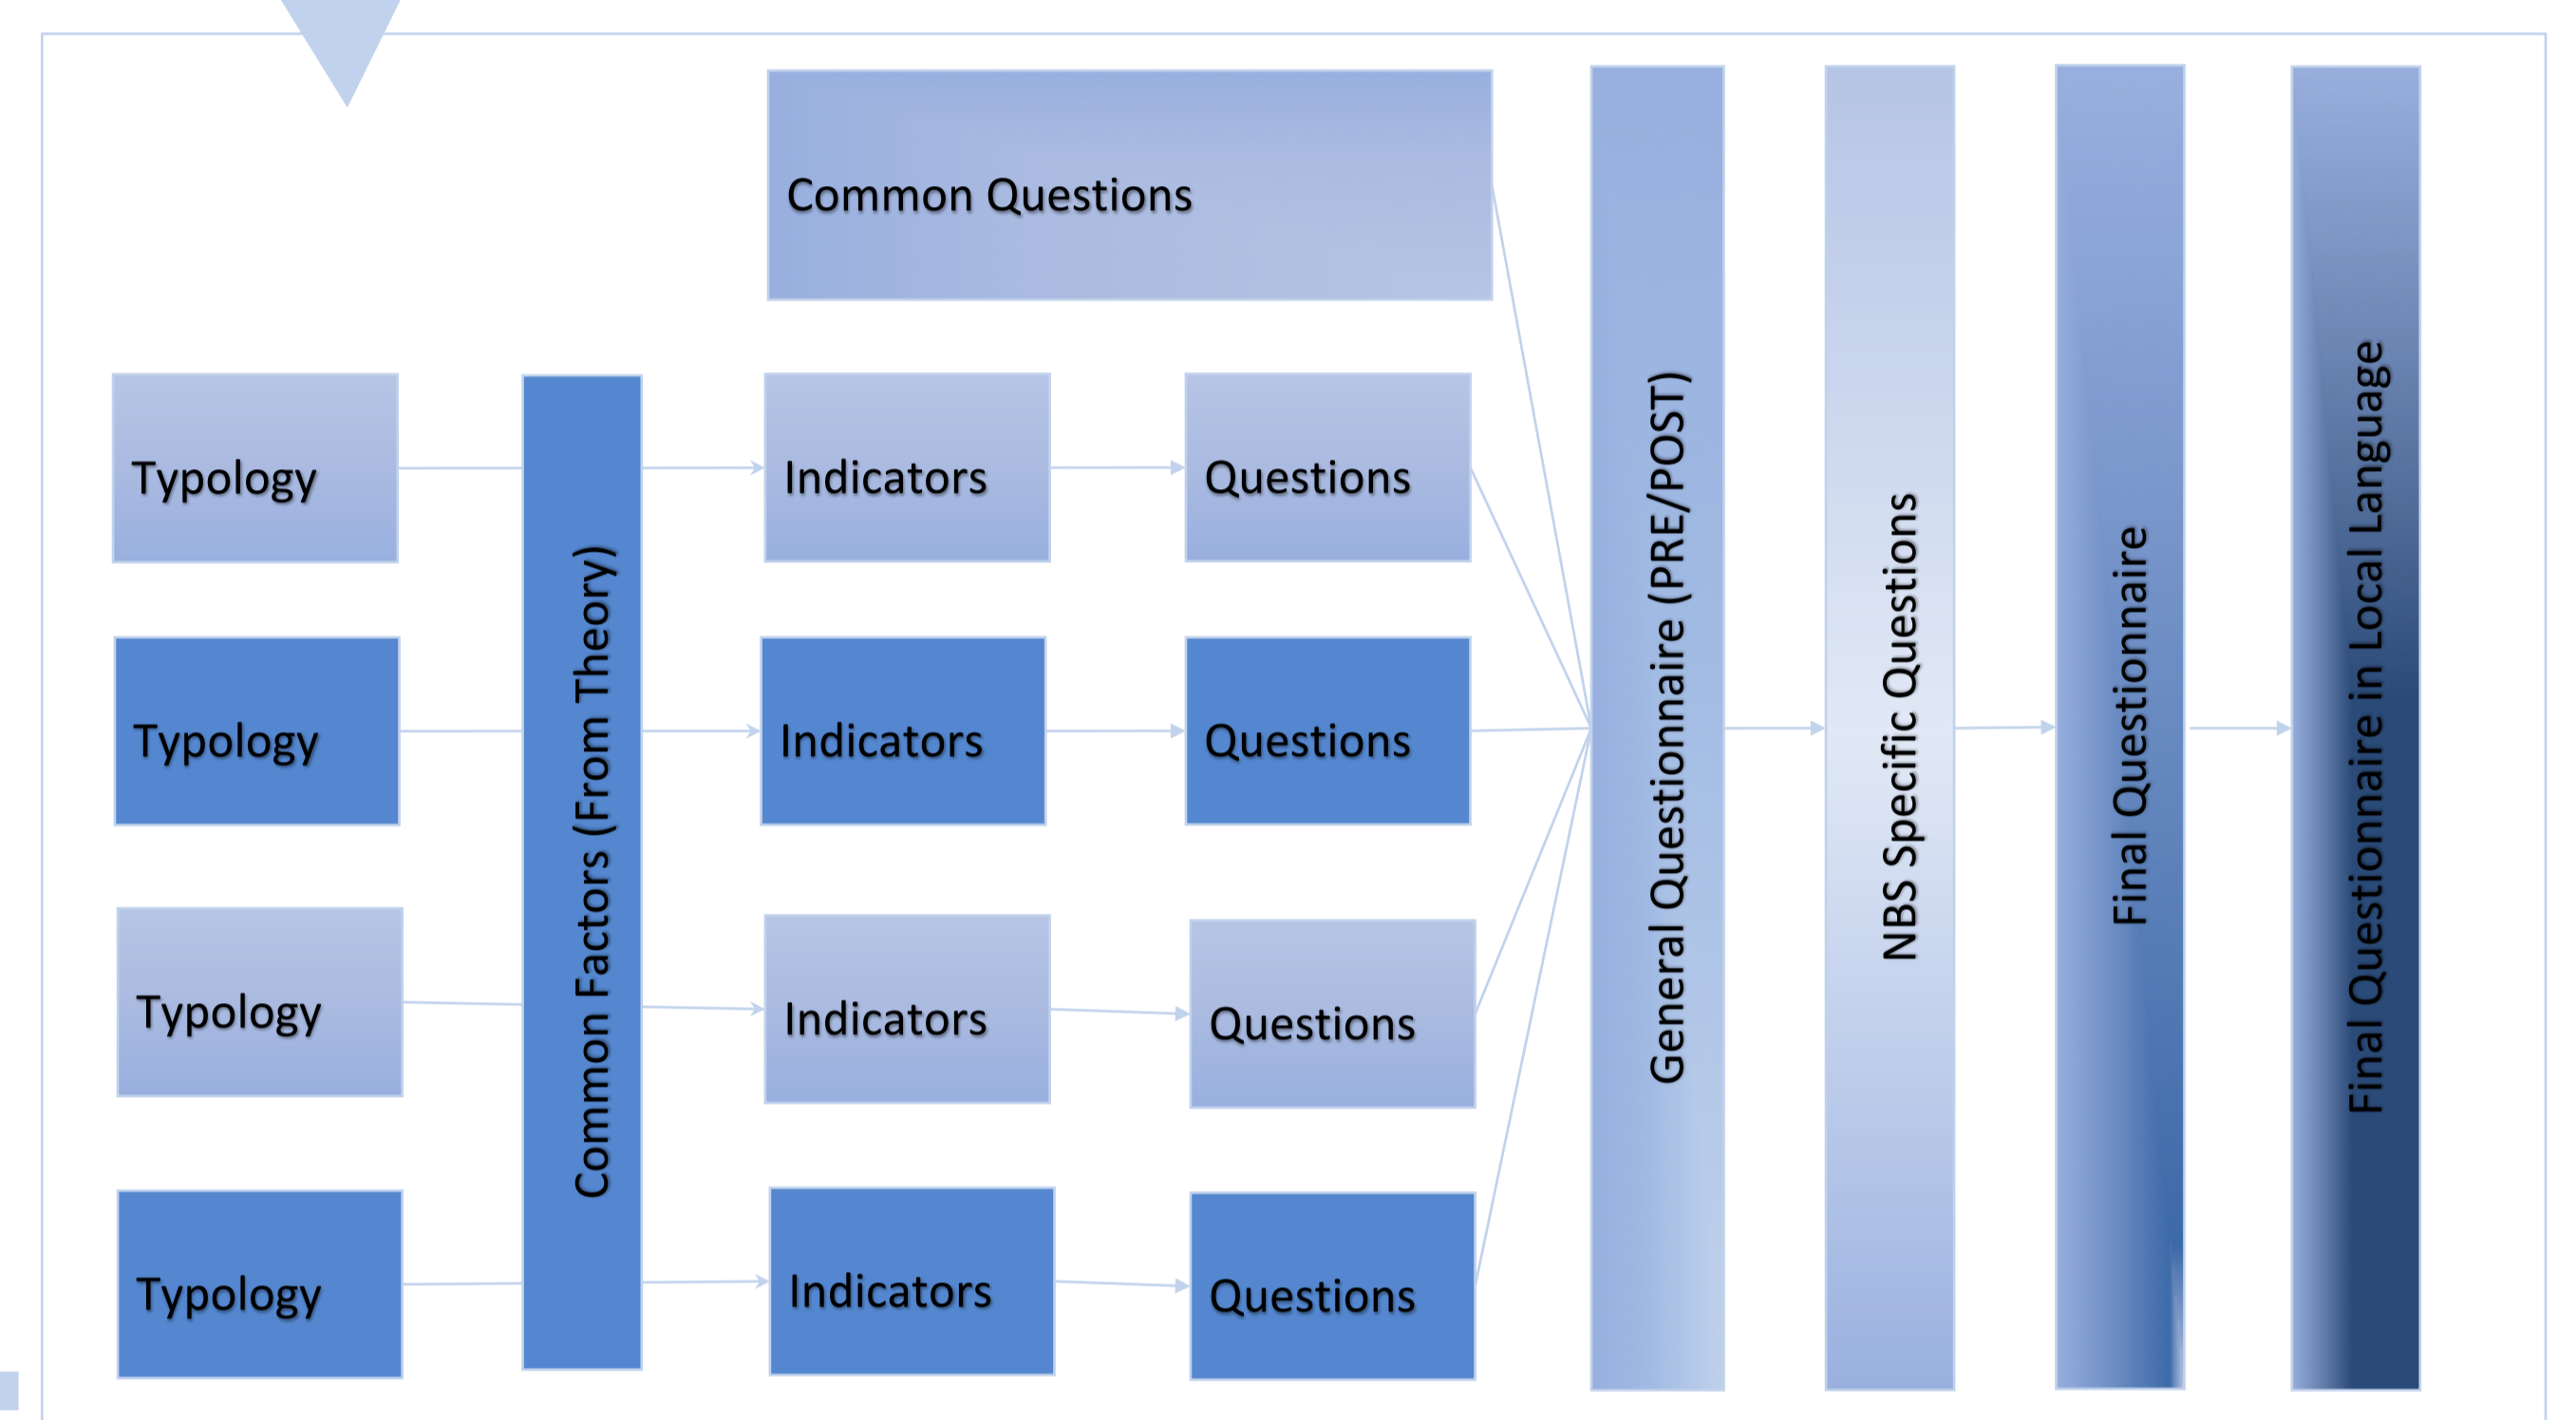 Common Questions
Typology
Indicators
Questions
Typology
Indicators
Questions
Typology
Indicators
Questions
Typology
Indicators
Questions
Common Factors (From Theory)
General Questionnaire (PRE/POST)
NBS Specific Questions
Final Questionnaire
Final Questionnaire in Local Language